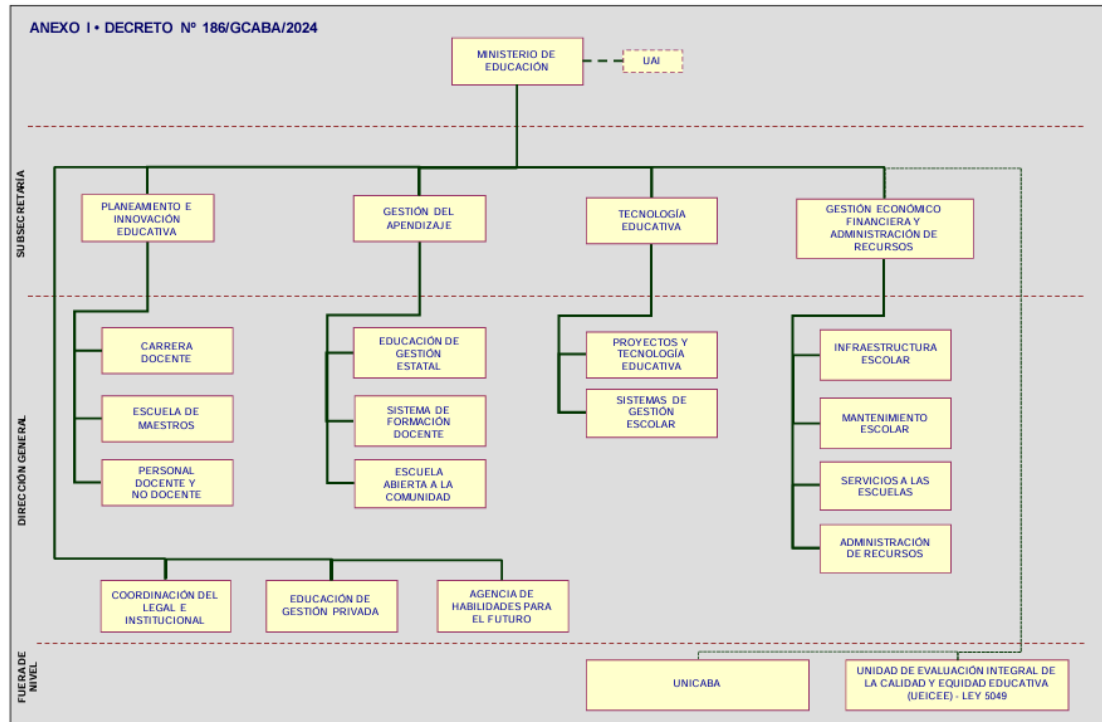 ANEXO I • DECRETO Nº 186/GCABA/2024
MINISTERIO DE
EDUCACIÓN
UAI
SUBSECRETARÍA
PLANEAMIENTO E
INNOVACIÓN
EDUCATIVA
GESTIÓN DEL
APENDIZAJE
TECNOLOGÍA
EDUCATIVA
GESTIÓN ECONÓMICO
FINANCIERA Y
ADMINISTRACIÓN DE
RECURSOS
DIRECCIÓN GENERAL
CARRERA
DOCENTE
ESCUELA DE
MAESTROS
PERSONAL
DOCENTE Y
NO DOCENTE
EDUCACIÓN DE
GESTIÓN
ESTATAL
SISTEMA DE
FORMACIÓN
DOCENTE
ESCUELA
ABIERTA A LA
COMUNIDAD
PROYECTOS Y
TECNOLOGÍA
EDUCATIVA
SISTEMAS DE
GESTIÓN
ESCOLAR
INFRAESTRUCTURA
ESCOLAR
MANTENIMIENTO
ESCOLAR
SERVICIOS A LAS
ESCUELAS
ADMINISTRACIÓN
DE RECURSOS
COORDINACIÓN DEL
LEGAL E
INSTITUCIONAL
EDUCACIÓN DE
GESTIÓN PRIVADA
AGENCIA DE
HABILIDADES PARA
EL FUTURO
FUERA DE
NIVEL
UNICABA
UNIDAD DE EVALUACIÓN INTEGRAL DE
LA CALIDAD Y EQUIDAD EDUCATIVA
(UEICEE) - LEY 5049